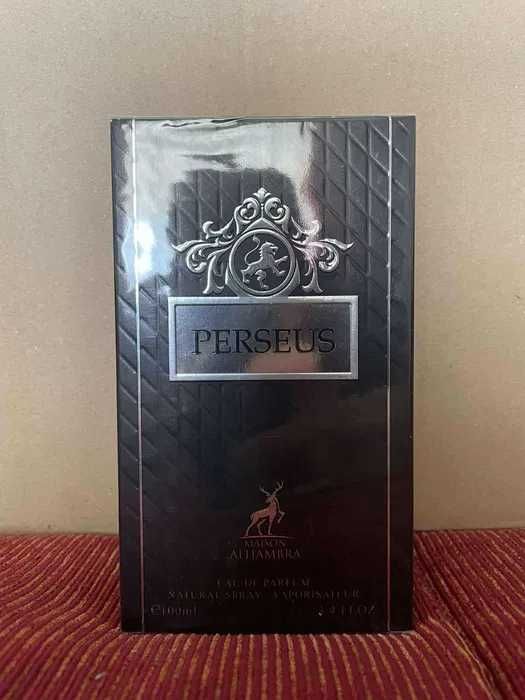 PERSEUS
MAISON
ALHAMBRA
EAU DE PARFUM
NATURAL SPRAY VAPORISATEUR
℮100ml 3.4 FL.OZ